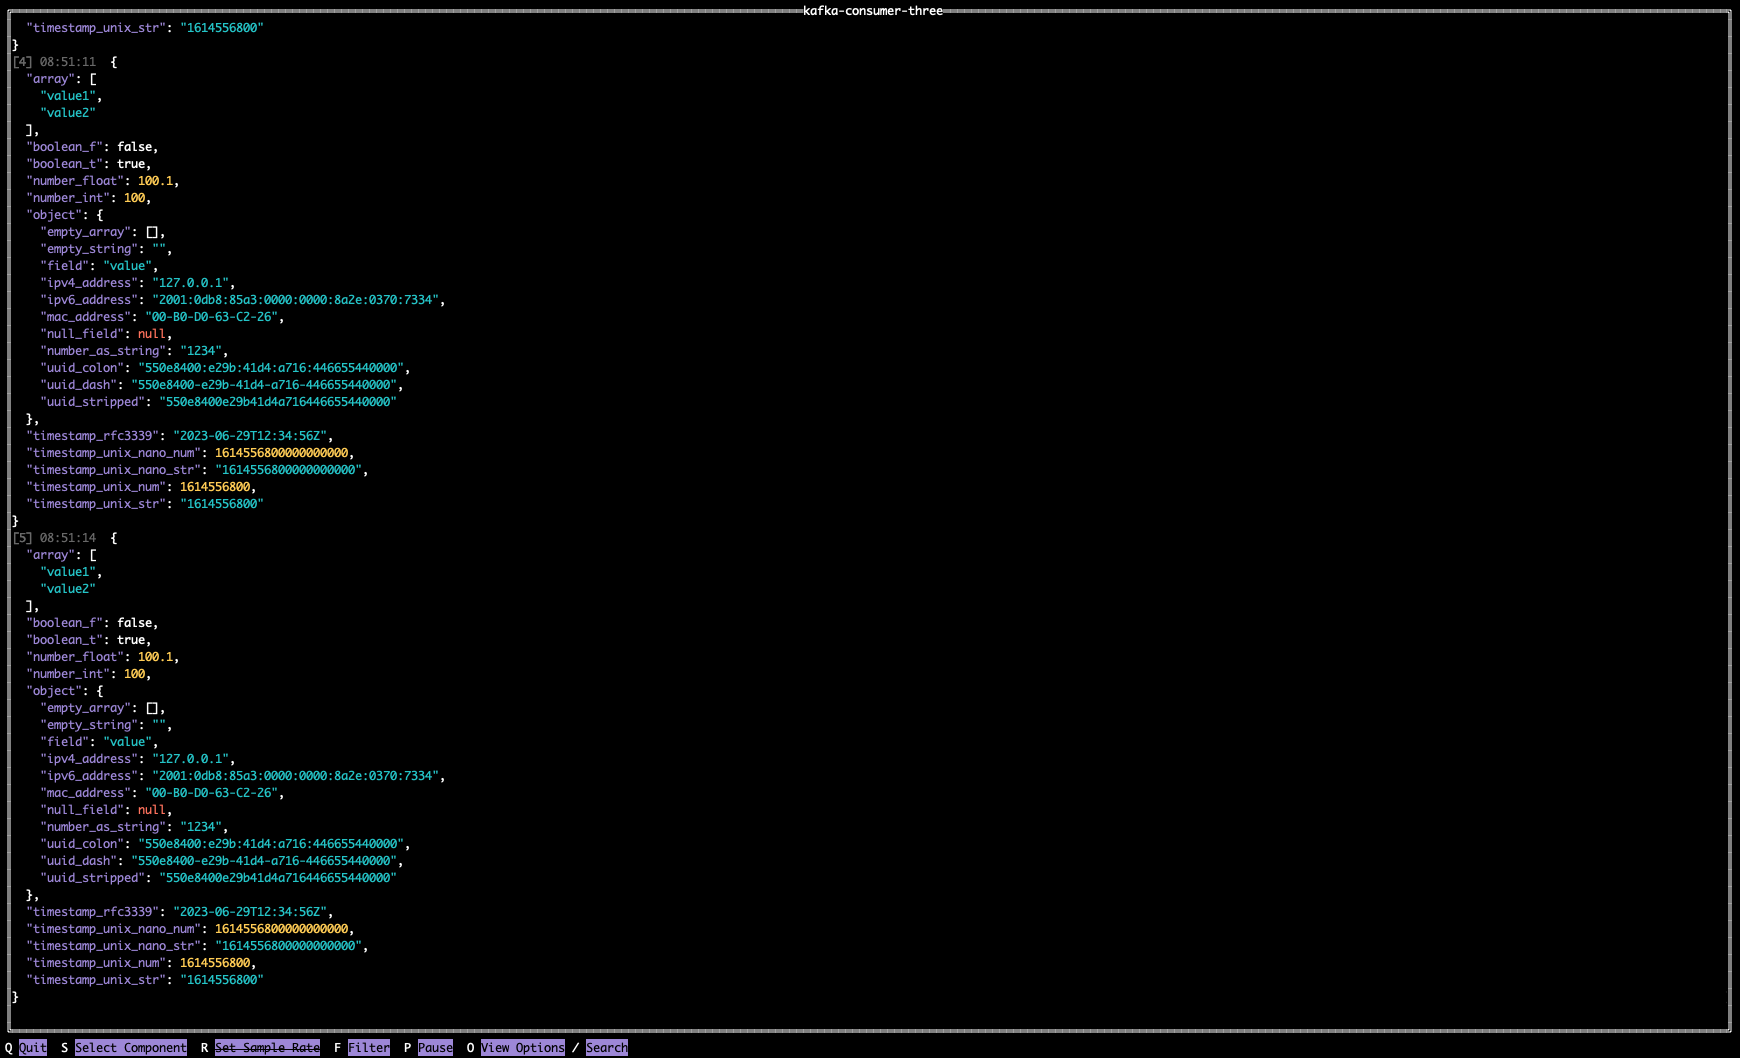 kafka-consumer-three
  "timestamp_unix_str": "1614556800"
}
[4] 08:51:11  {
  "array": [
    "value1",
    "value2"
  ],
  "boolean_f": false,
  "boolean_t": true,
  "number_float": 100.1,
  "number_int": 100,
  "object": {
    "empty_array": [],
    "empty_string": "",
    "field": "value",
    "ipv4_address": "127.0.0.1",
    "ipv6_address": "2001:0db8:85a3:0000:0000:8a2e:0370:7334",
    "mac_address": "00-B0-D0-63-C2-26",
    "null_field": null,
    "number_as_string": "1234",
    "uuid_colon": "550e8400:e29b:41d4:a716:446655440000",
    "uuid_dash": "550e8400-e29b-41d4-a716-446655440000",
    "uuid_stripped": "550e8400e29b41d4a716446655440000"
  },
  "timestamp_rfc3339": "2023-06-29T12:34:56Z",
  "timestamp_unix_nano_num": 1614556800000000000,
  "timestamp_unix_nano_str": "1614556800000000000",
  "timestamp_unix_num": 1614556800,
  "timestamp_unix_str": "1614556800"
}
[5] 08:51:14  {
  "array": [
    "value1",
    "value2"
  ],
  "boolean_f": false,
  "boolean_t": true,
  "number_float": 100.1,
  "number_int": 100,
  "object": {
    "empty_array": [],
    "empty_string": "",
    "field": "value",
    "ipv4_address": "127.0.0.1",
    "ipv6_address": "2001:0db8:85a3:0000:0000:8a2e:0370:7334",
    "mac_address": "00-B0-D0-63-C2-26",
    "null_field": null,
    "number_as_string": "1234",
    "uuid_colon": "550e8400:e29b:41d4:a716:446655440000",
    "uuid_dash": "550e8400-e29b-41d4-a716-446655440000",
    "uuid_stripped": "550e8400e29b41d4a716446655440000"
  },
  "timestamp_rfc3339": "2023-06-29T12:34:56Z",
  "timestamp_unix_nano_num": 1614556800000000000,
  "timestamp_unix_nano_str": "1614556800000000000",
  "timestamp_unix_num": 1614556800,
  "timestamp_unix_str": "1614556800"
}
Q Quit  S Select Component  R Set Sample Rate  F Filter  P Pause  O View Options / Search